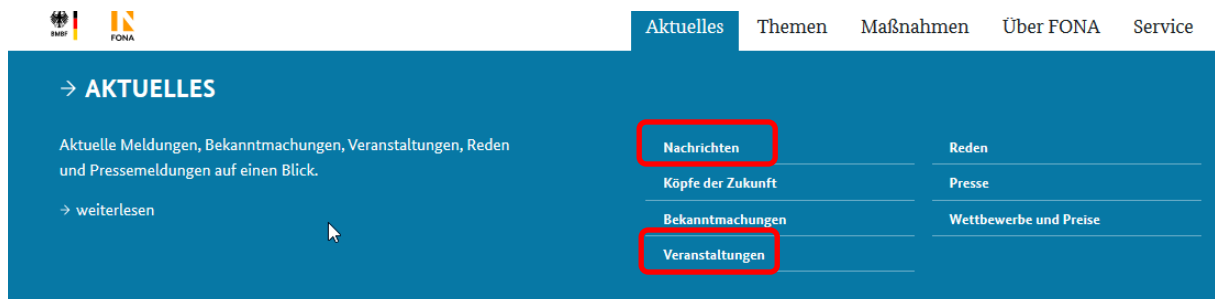 BMBF
FONA
Aktuelles Themen Maßnahmen Über FONA Service
→ AKTUELLES
Aktuelle Meldungen, Bekanntmachungen, Veranstaltungen, Reden
und Pressemeldungen auf einen Blick.
→ weiterlesen
Nachrichten
Köpfe der Zukunft
Bekanntmachungen
Veranstaltungen
Reden
Presse
Wettbewerbe und Preise